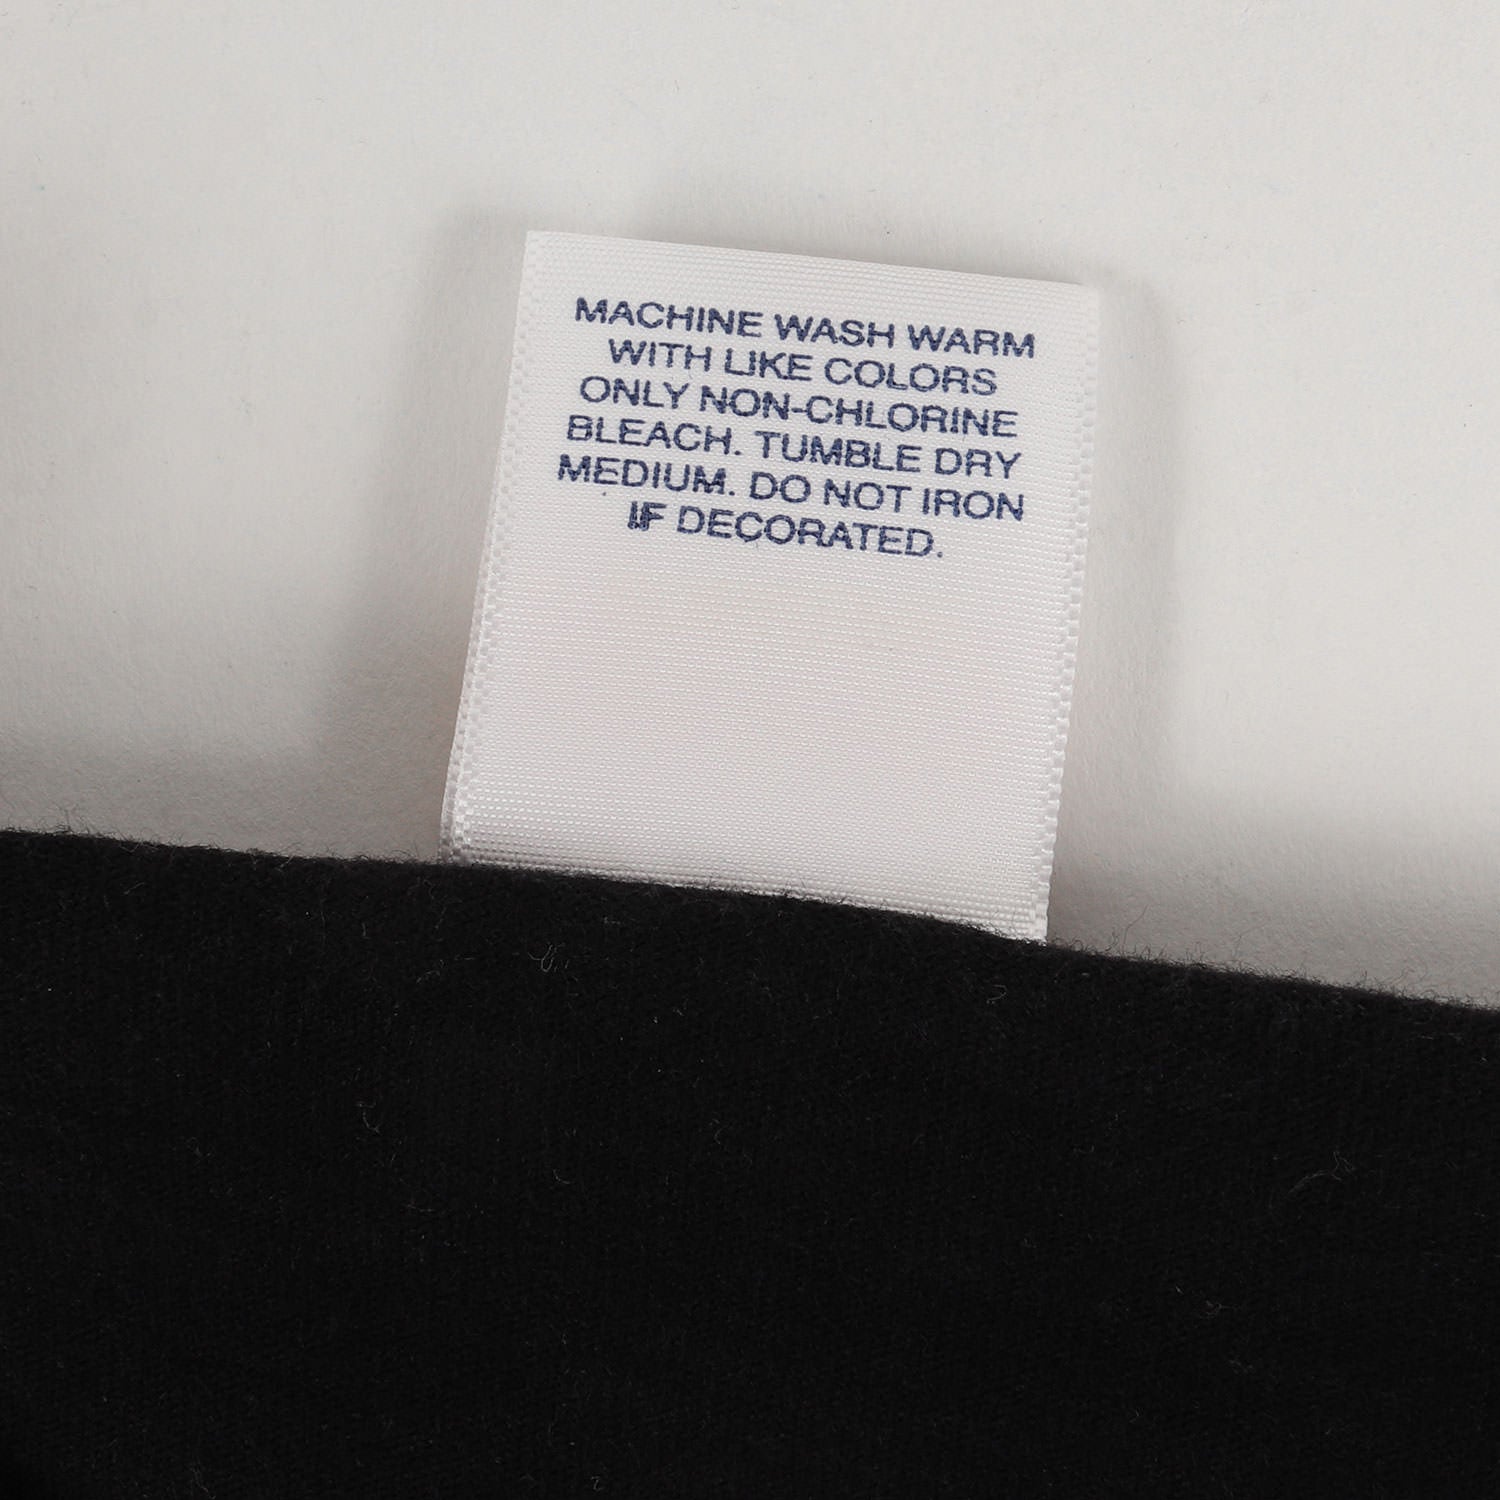 MACHINE WASH WARM
WITH LIKE COLORS
ONLY NON-CHLORINE
BLEACH. TUMBLE DRY
MEDIUM. DO NOT IRON
IF DECORATED.